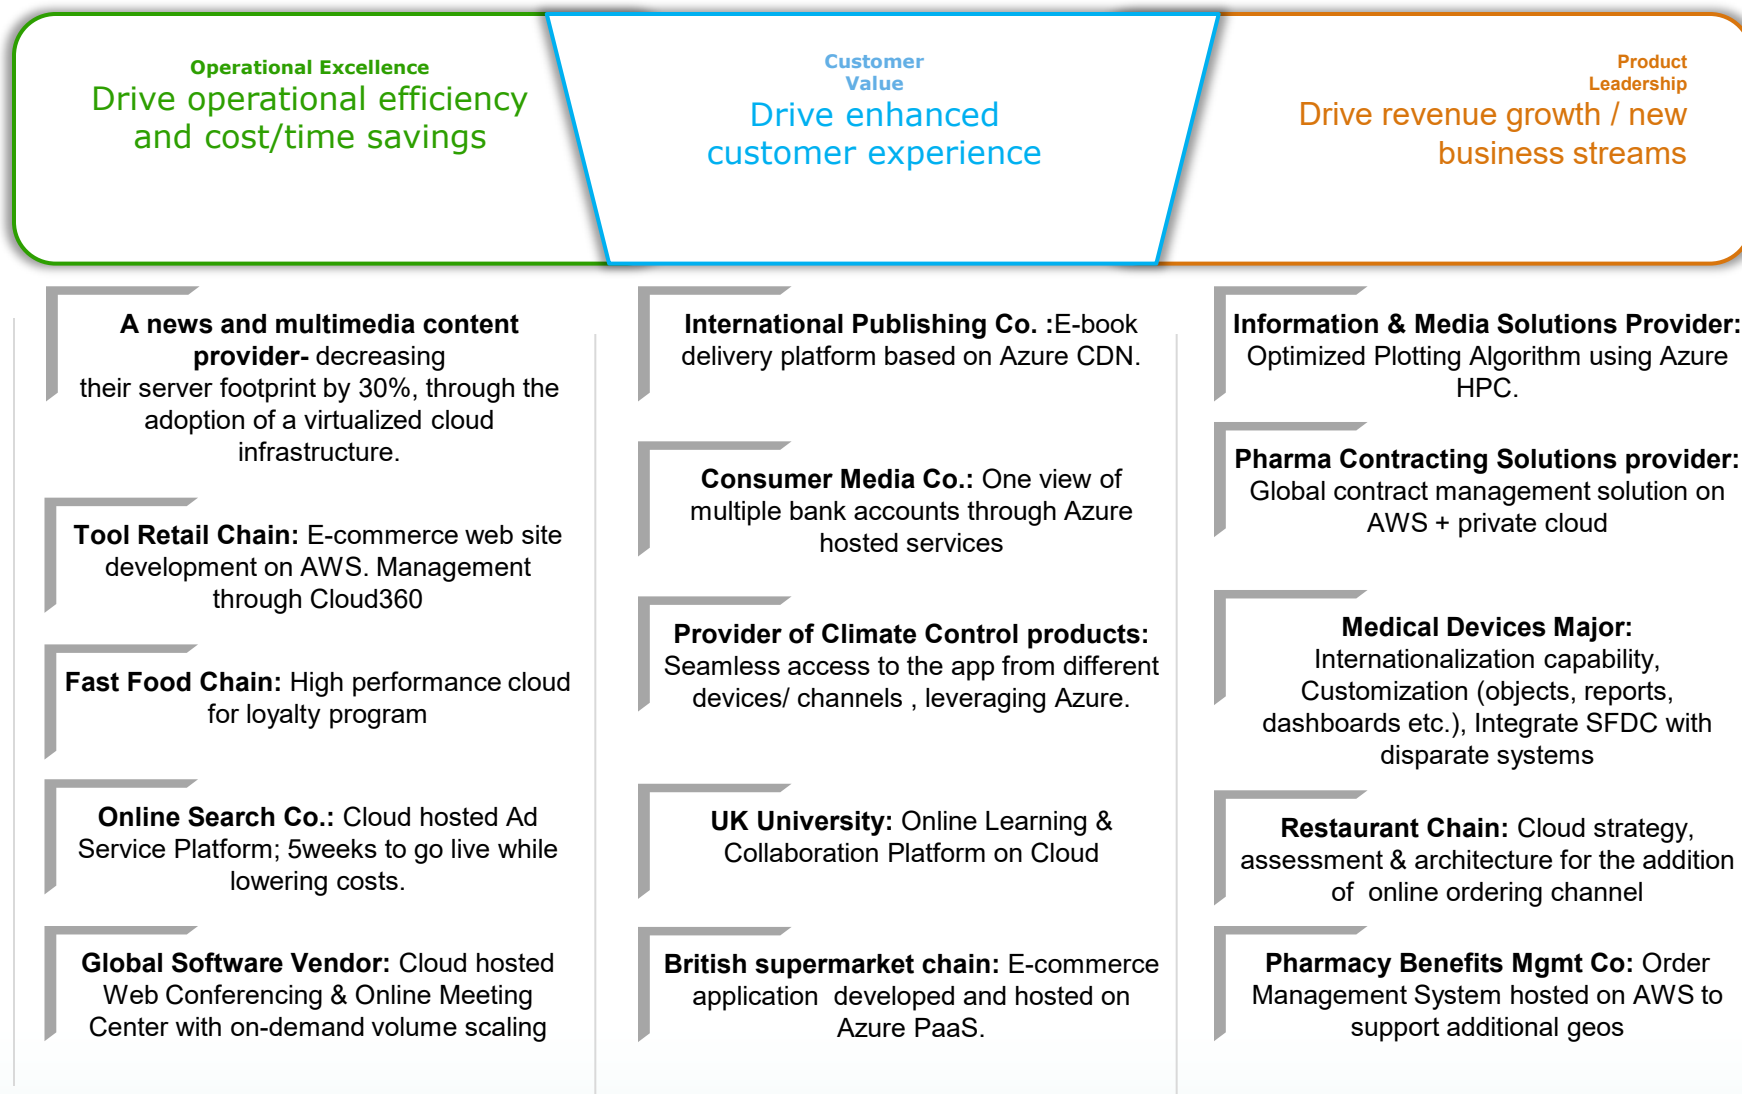 Operational Excellence
Drive operational efficiency
and cost/time savings
Customer
Value
Drive enhanced
customer experience
Product
Leadership
Drive revenue growth / new
business streams
A news and multimedia content
provider- decreasing
their server footprint by 30%, through the
adoption of a virtualized cloud
infrastructure.
Tool Retail Chain: E-commerce web site
development on AWS. Management
through Cloud360
Fast Food Chain: High performance cloud
for loyalty program
Online Search Co.: Cloud hosted Ad
Service Platform; 5weeks to go live while
lowering costs.
Global Software Vendor: Cloud hosted
Web Conferencing & Online Meeting
Center with on-demand volume scaling
International Publishing Co. :E-book
delivery platform based on Azure CDN.
Consumer Media Co.: One view of
multiple bank accounts through Azure
hosted services
Provider of Climate Control products:
Seamless access to the app from different
devices/ channels , leveraging Azure.
UK University: Online Learning &
Collaboration Platform on Cloud
British supermarket chain: E-commerce
application  developed and hosted on
Azure PaaS.
Information & Media Solutions Provider:
Optimized Plotting Algorithm using Azure
HPC.
Pharma Contracting Solutions provider:
Global contract management solution on
AWS + private cloud
Medical Devices Major:
Internationalization capability,
Customization (objects, reports,
dashboards etc.), Integrate SFDC with
disparate systems
Restaurant Chain: Cloud strategy,
assessment & architecture for the addition
of  online ordering channel
Pharmacy Benefits Mgmt Co: Order
Management System hosted on AWS to
support additional geos